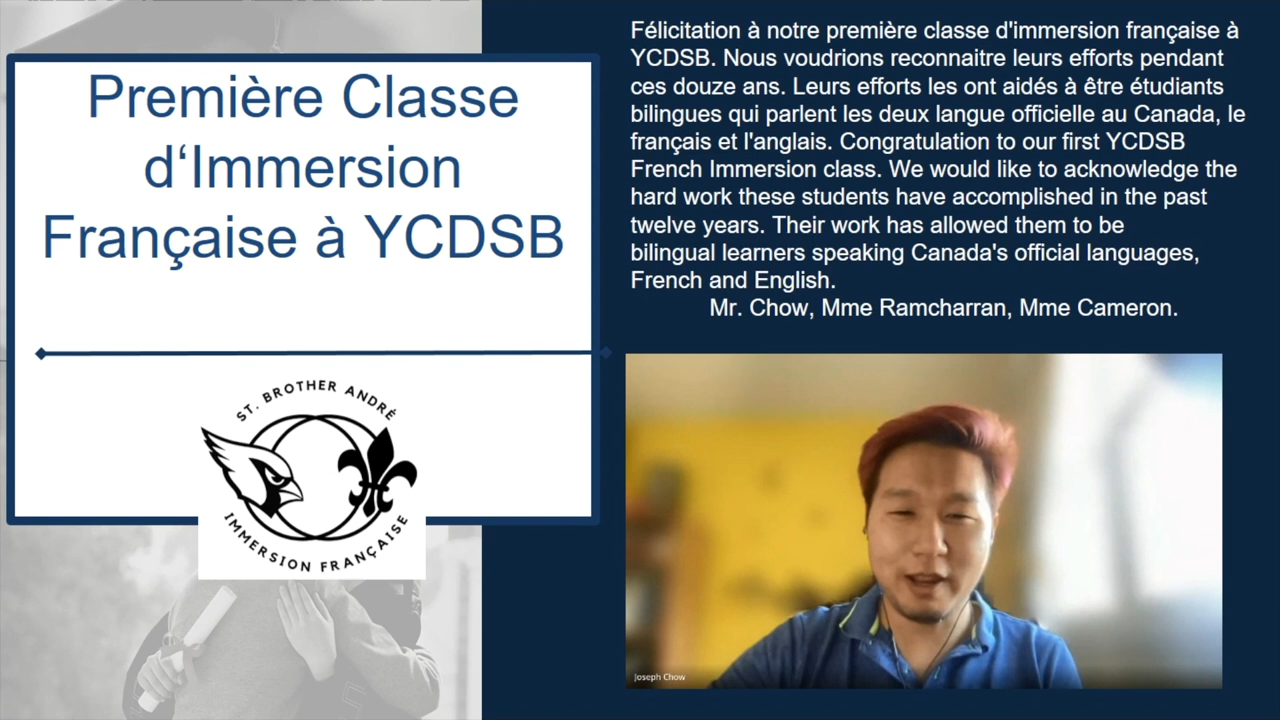 Première Classe
d‘Immersion
Française à YCDSB
ST. BROTHER ANDRÉ
IMMERSION FRANÇAISE
Félicitation à notre première classe d'immersion française à
YCDSB. Nous voudrions reconnaitre leurs efforts pendant
ces douze ans. Leurs efforts les ont aidés à être étudiants
bilingues qui parlent les deux langue officielle au Canada, le
français et l'anglais. Congratulation to our first YCDSB
French Immersion class. We would like to acknowledge the
hard work these students have accomplished in the past
twelve years. Their work has allowed them to be
bilingual learners speaking Canada's official languages,
French and English.
Mr. Chow, Mme Ramcharran, Mme Cameron.
Joseph Chow